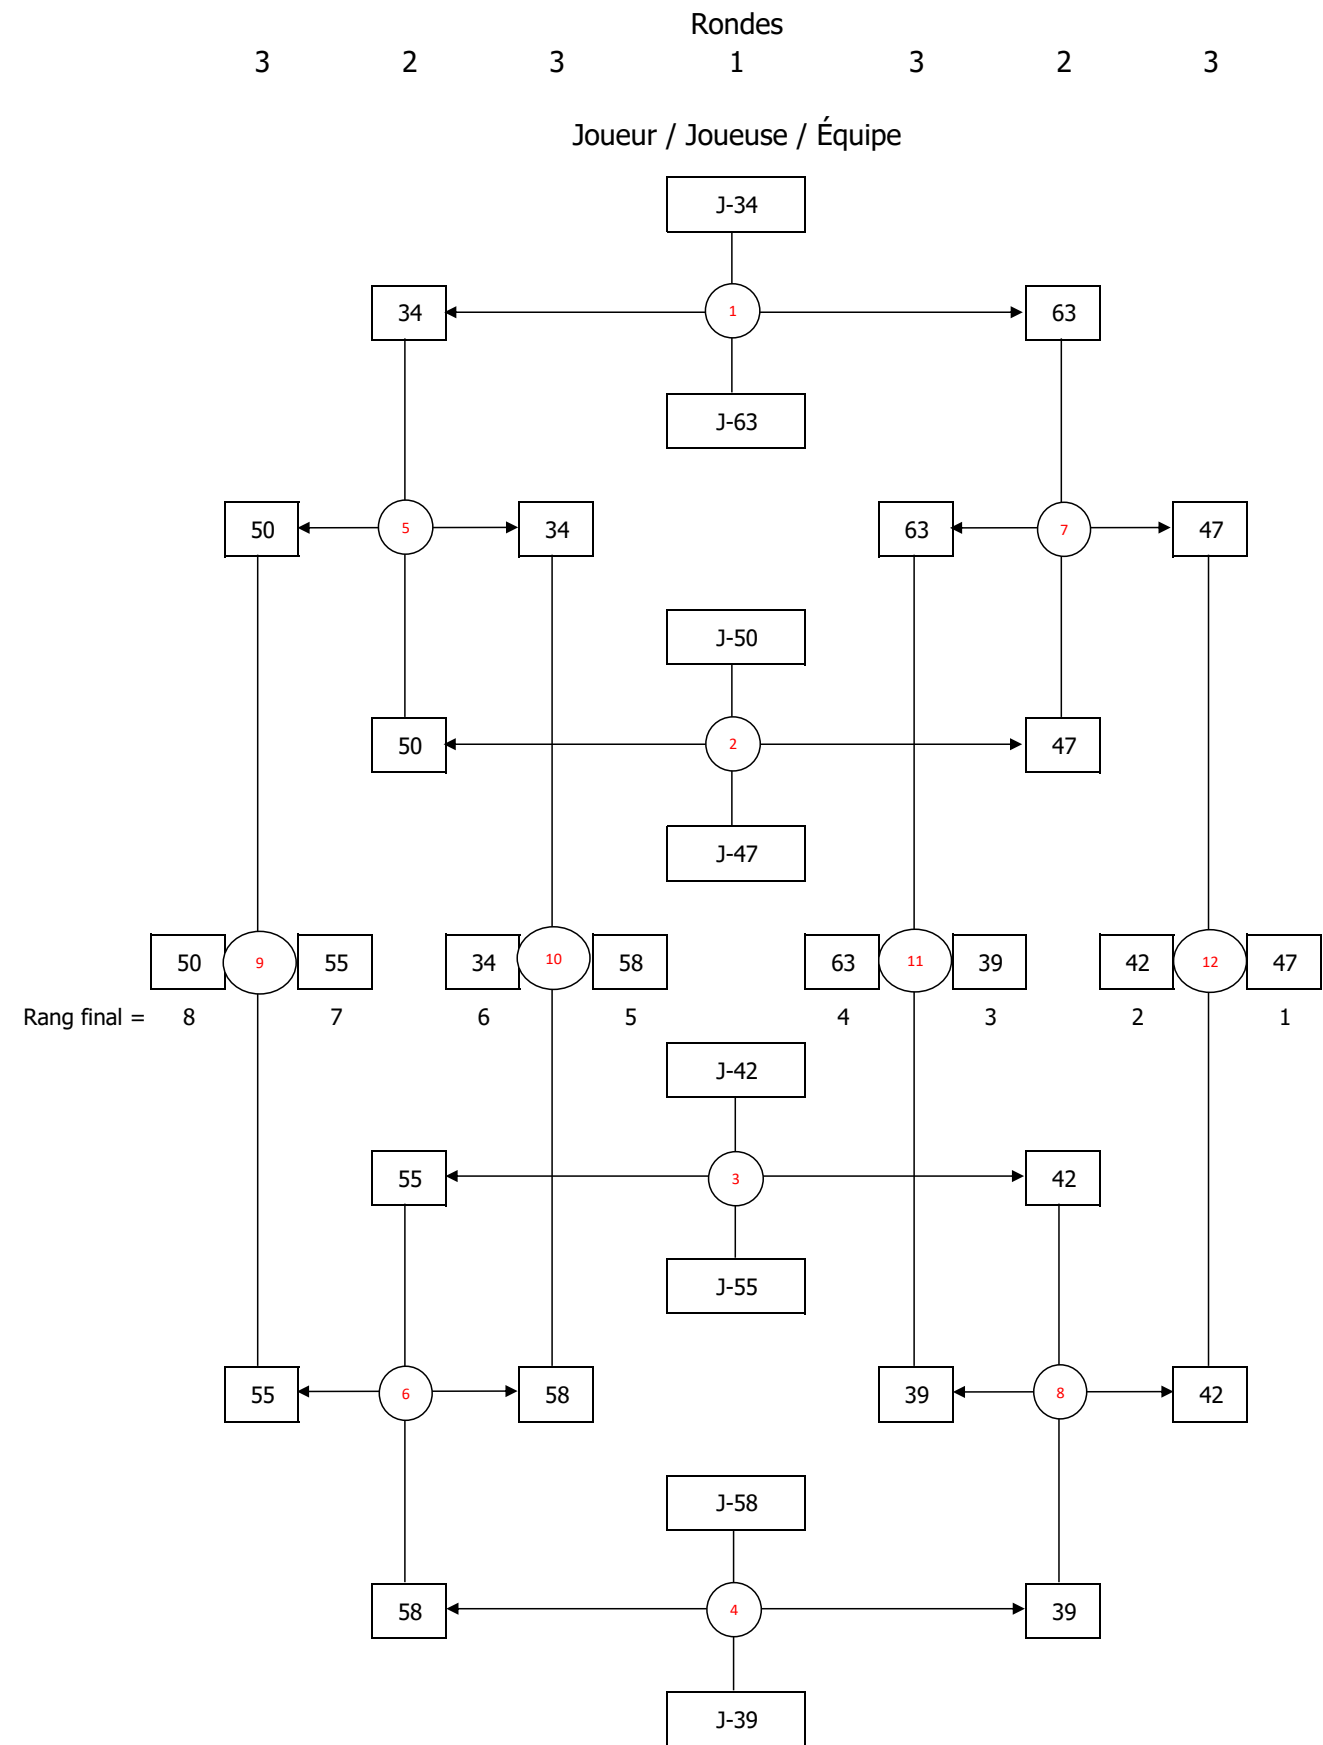 Rondes
3 2 3 1 3 2 3
Joueur / Joueuse / Équipe
J-34
34 1 63
J-63
50 5 34 63 7 47
J-50
50 2 47
J-47
50 9 55 34 10 58 63 11 39 42 12 47
Rang final = 8 7 6 5 4 3 2 1
J-42
55 3 42
J-55
55 6 58 39 8 42
J-58
58 4 39
J-39